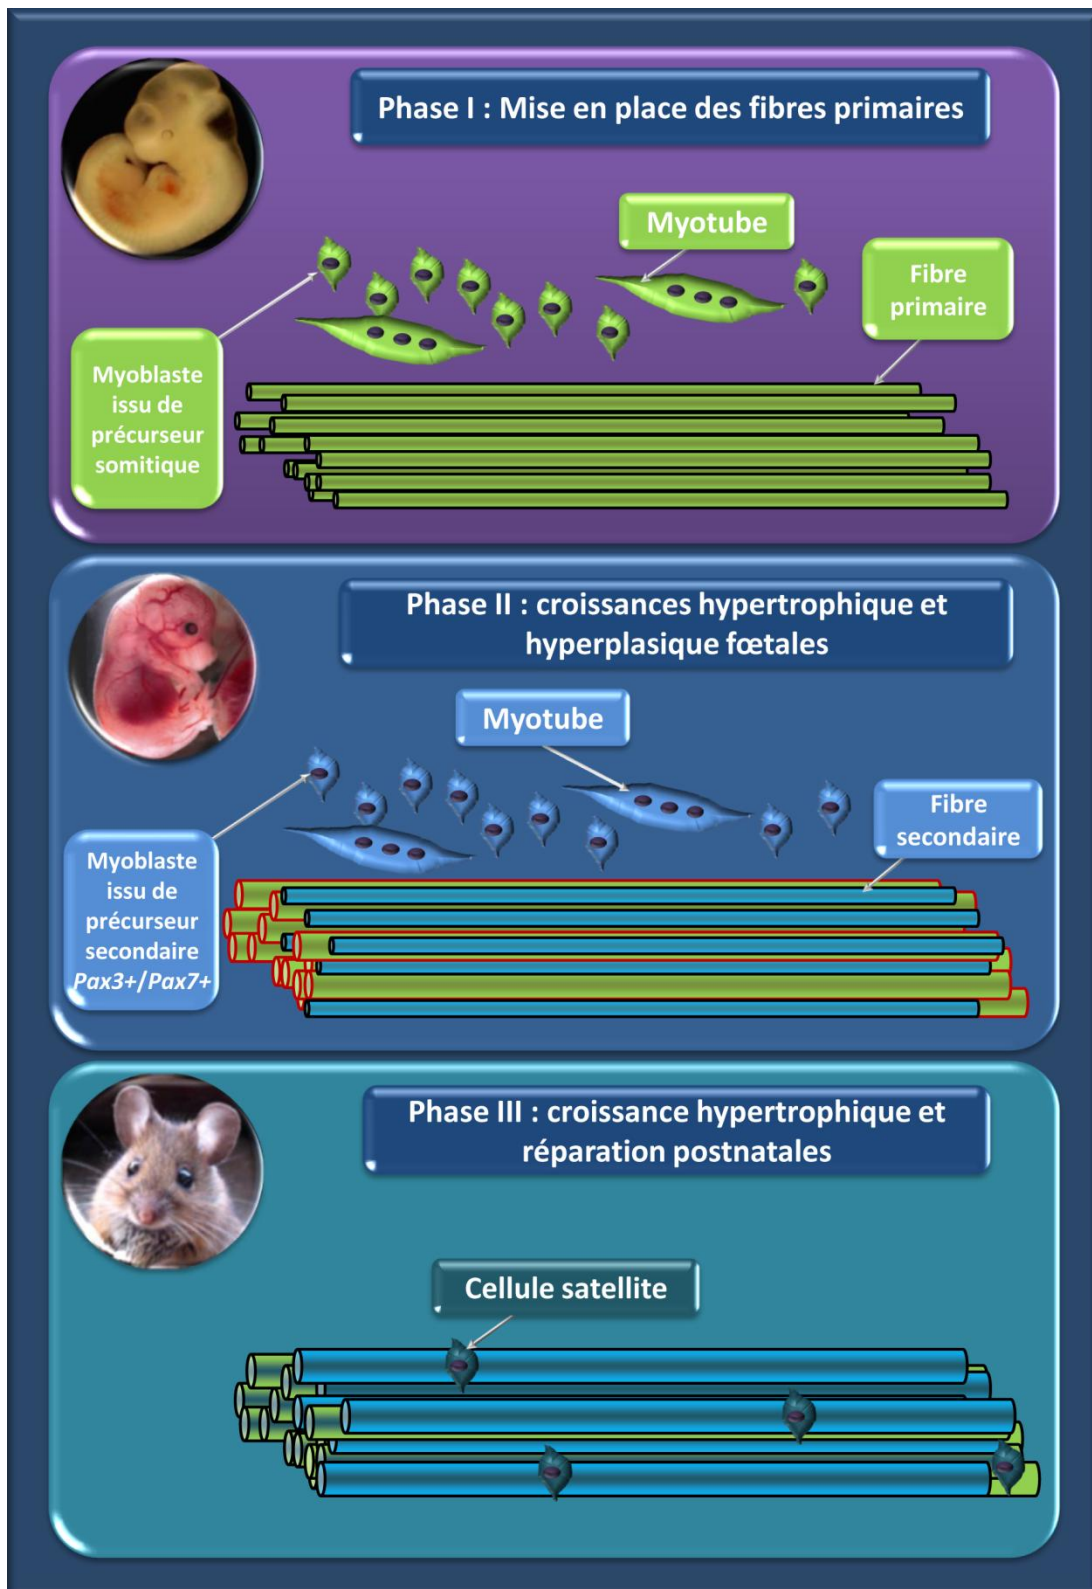 Phase I : Mise en place des fibres primaires
Myotube
Fibre
primaire
Myoblaste
issu de
précurseur
somitique
Phase II : croissances hypertrophique et
hyperplasique fœtales
Myotube
Fibre
secondaire
Myoblaste
issu de
précurseur
secondaire
Pax3+/Pax7+
Phase III : croissance hypertrophique et
réparation postnatales
Cellule satellite